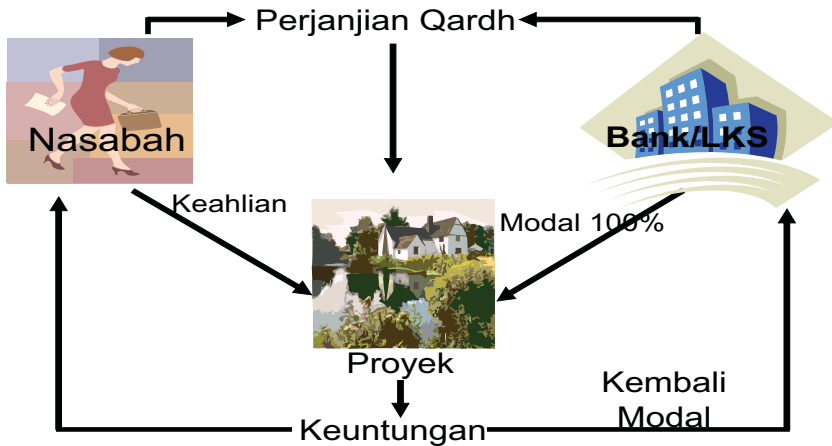 Perjanjian Qardh
Nasabah
Bank/LKS
Keahlian
Modal 100%
Proyek
Kembali
Modal
Keuntungan